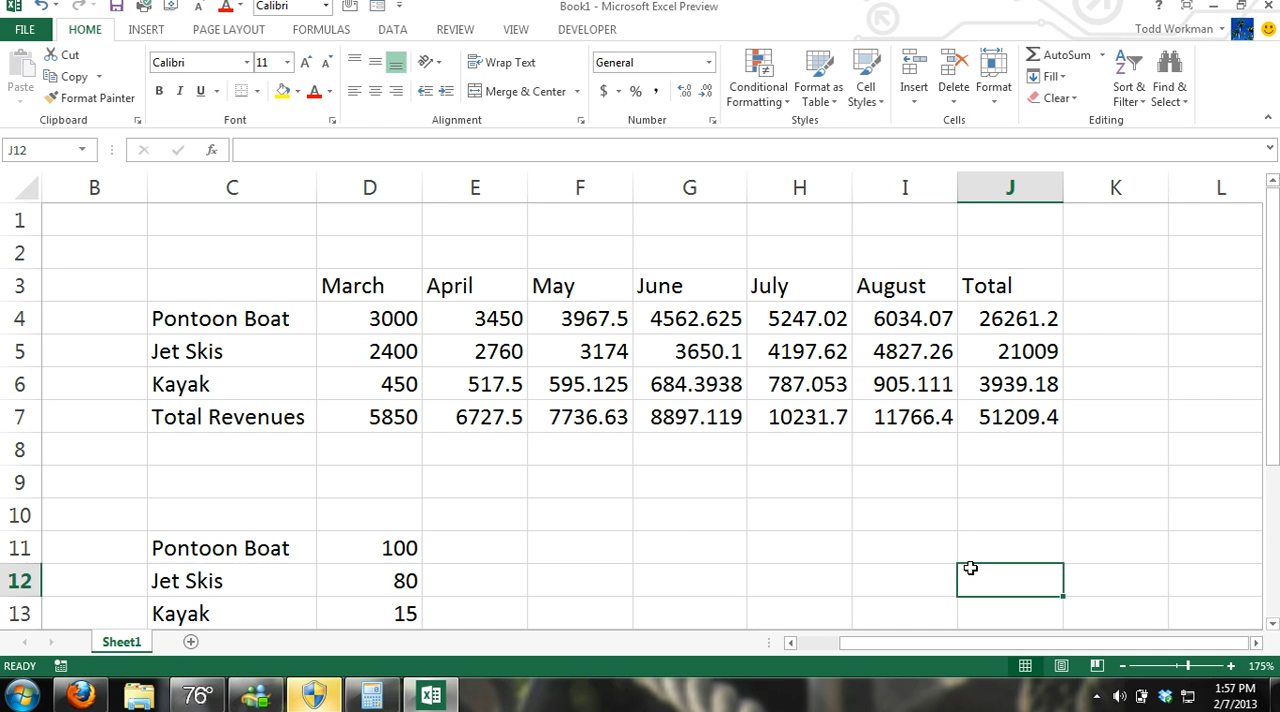 Calibri
Book1 - Microsoft Excel Preview
?
FILE HOME INSERT PAGE LAYOUT FORMULAS DATA REVIEW VIEW DEVELOPER Todd Workman
Cut
Copy
Format Painter
Paste
Clipboard
Calibri 11
B I U
Font
Wrap Text
Merge & Center
Alignment
General
$ % ,
Number
Conditional Formatting
Format as Table
Cell Styles
Styles
Insert Delete Format
Cells
AutoSum
Fill
Clear
Sort & Filter
Find & Select
Editing
J12 fx
B C D E F G H I J K L
1
2
3 March April May June July August Total
4 Pontoon Boat 3000 3450 3967.5 4562.625 5247.02 6034.07 26261.2
5 Jet Skis 2400 2760 3174 3650.1 4197.62 4827.26 21009
6 Kayak 450 517.5 595.125 684.3938 787.053 905.111 3939.18
7 Total Revenues 5850 6727.5 7736.63 8897.119 10231.7 11766.4 51209.4
8
9
10
11 Pontoon Boat 100
12 Jet Skis 80
13 Kayak 15
Sheet1
READY 175%
76°
1:57 PM
2/7/2013